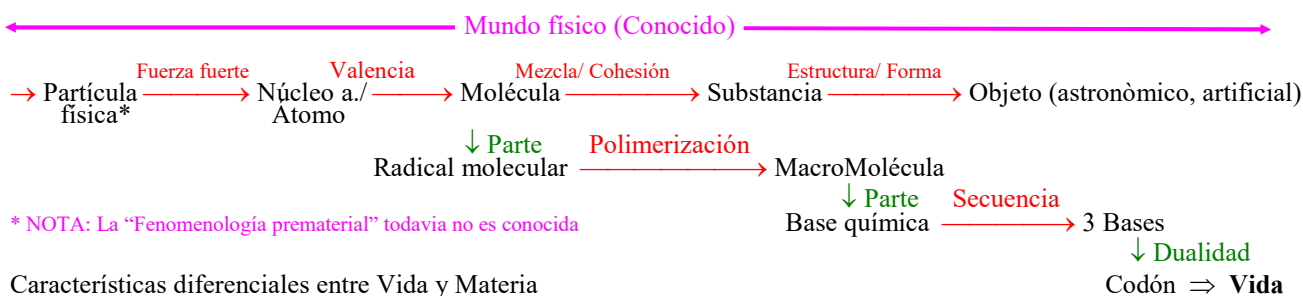 Mundo físico (Conocido)
Fuerza fuerte Valencia Mezcla/ Cohesión Estructura/ Forma
→ Partícula → Núcleo a./ → Molécula → Substancia → Objeto (astronòmico, artificial)
física* Atomo
↓ Parte Polimerización
Radical molecular → MacroMolécula
↓ Parte Secuencia
* NOTA: La “Fenomenología prematerial” todavia no es conocida Base química → 3 Bases
↓ Dualidad
Características diferenciales entre Vida y Materia Codón ⇒ Vida